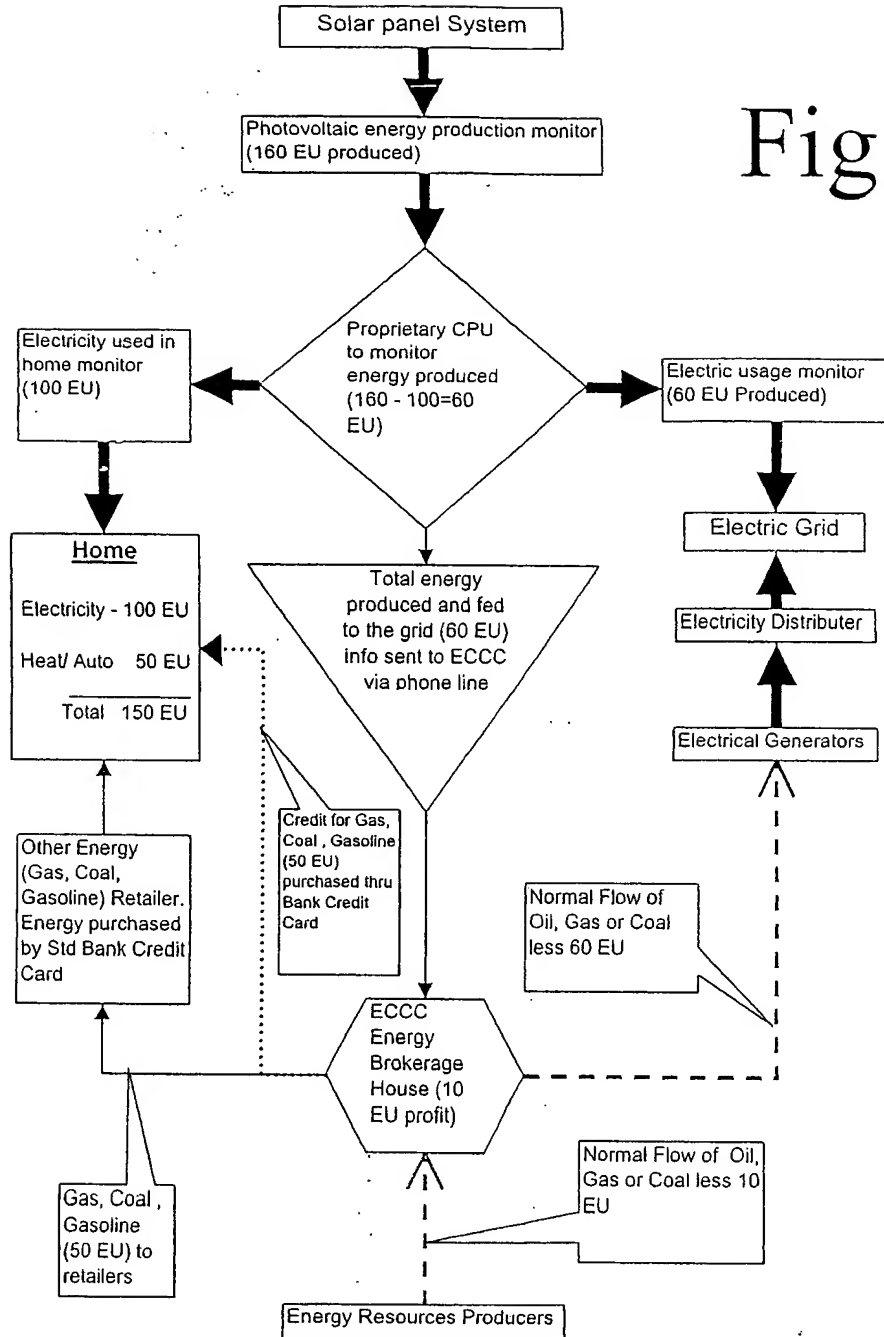 Solar panel System
Photovoltaic energy production monitor
(160 EU produced)
Fig
Proprietary CPU
to monitor
energy produced
(160 - 100=60
EU)
Electricity used in
home monitor
(100 EU)
Electric usage monitor
(60 EU Produced)
Home
Electricity - 100 EU
Heat/ Auto 50 EU
Total 150 EU
Total energy
produced and fed
to the grid (60 EU)
info sent to ECCC
via phone line
Electric Grid
Electricity Distributer
Electrical Generators
Other Energy
(Gas, Coal,
Gasoline) Retailer.
Energy purchased
by Std Bank Credit
Card
Credit for Gas,
Coal , Gasoline
(50 EU)
purchased thru
Bank Credit
Card
Normal Flow of
Oil, Gas or Coal
less 60 EU
ECCC
Energy
Brokerage
House (10
EU profit)
Gas, Coal ,
Gasoline
(50 EU) to
retailers
Normal Flow of Oil,
Gas or Coal less 10
EU
Energy Resources Producers